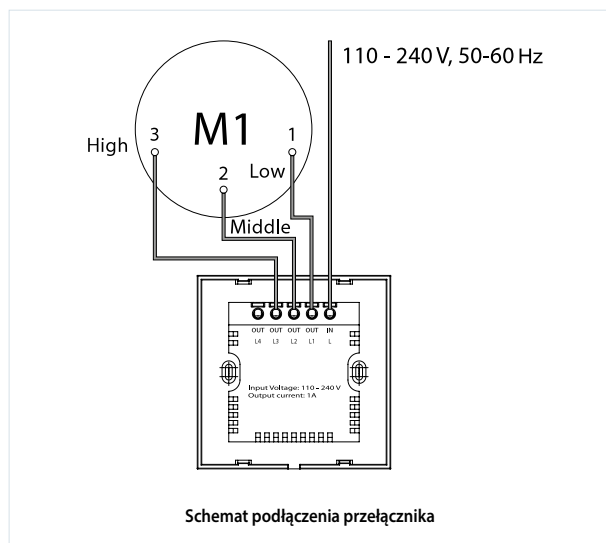 110 - 240 V, 50-60 Hz
M1
3
1
High
2
Low
Middle
OUT OUT OUT OUT IN
L4 L3 L2 L1 L
Input Voltage: 110 – 240 V
Output current: 1A
Schemat podłączenia przełącznika